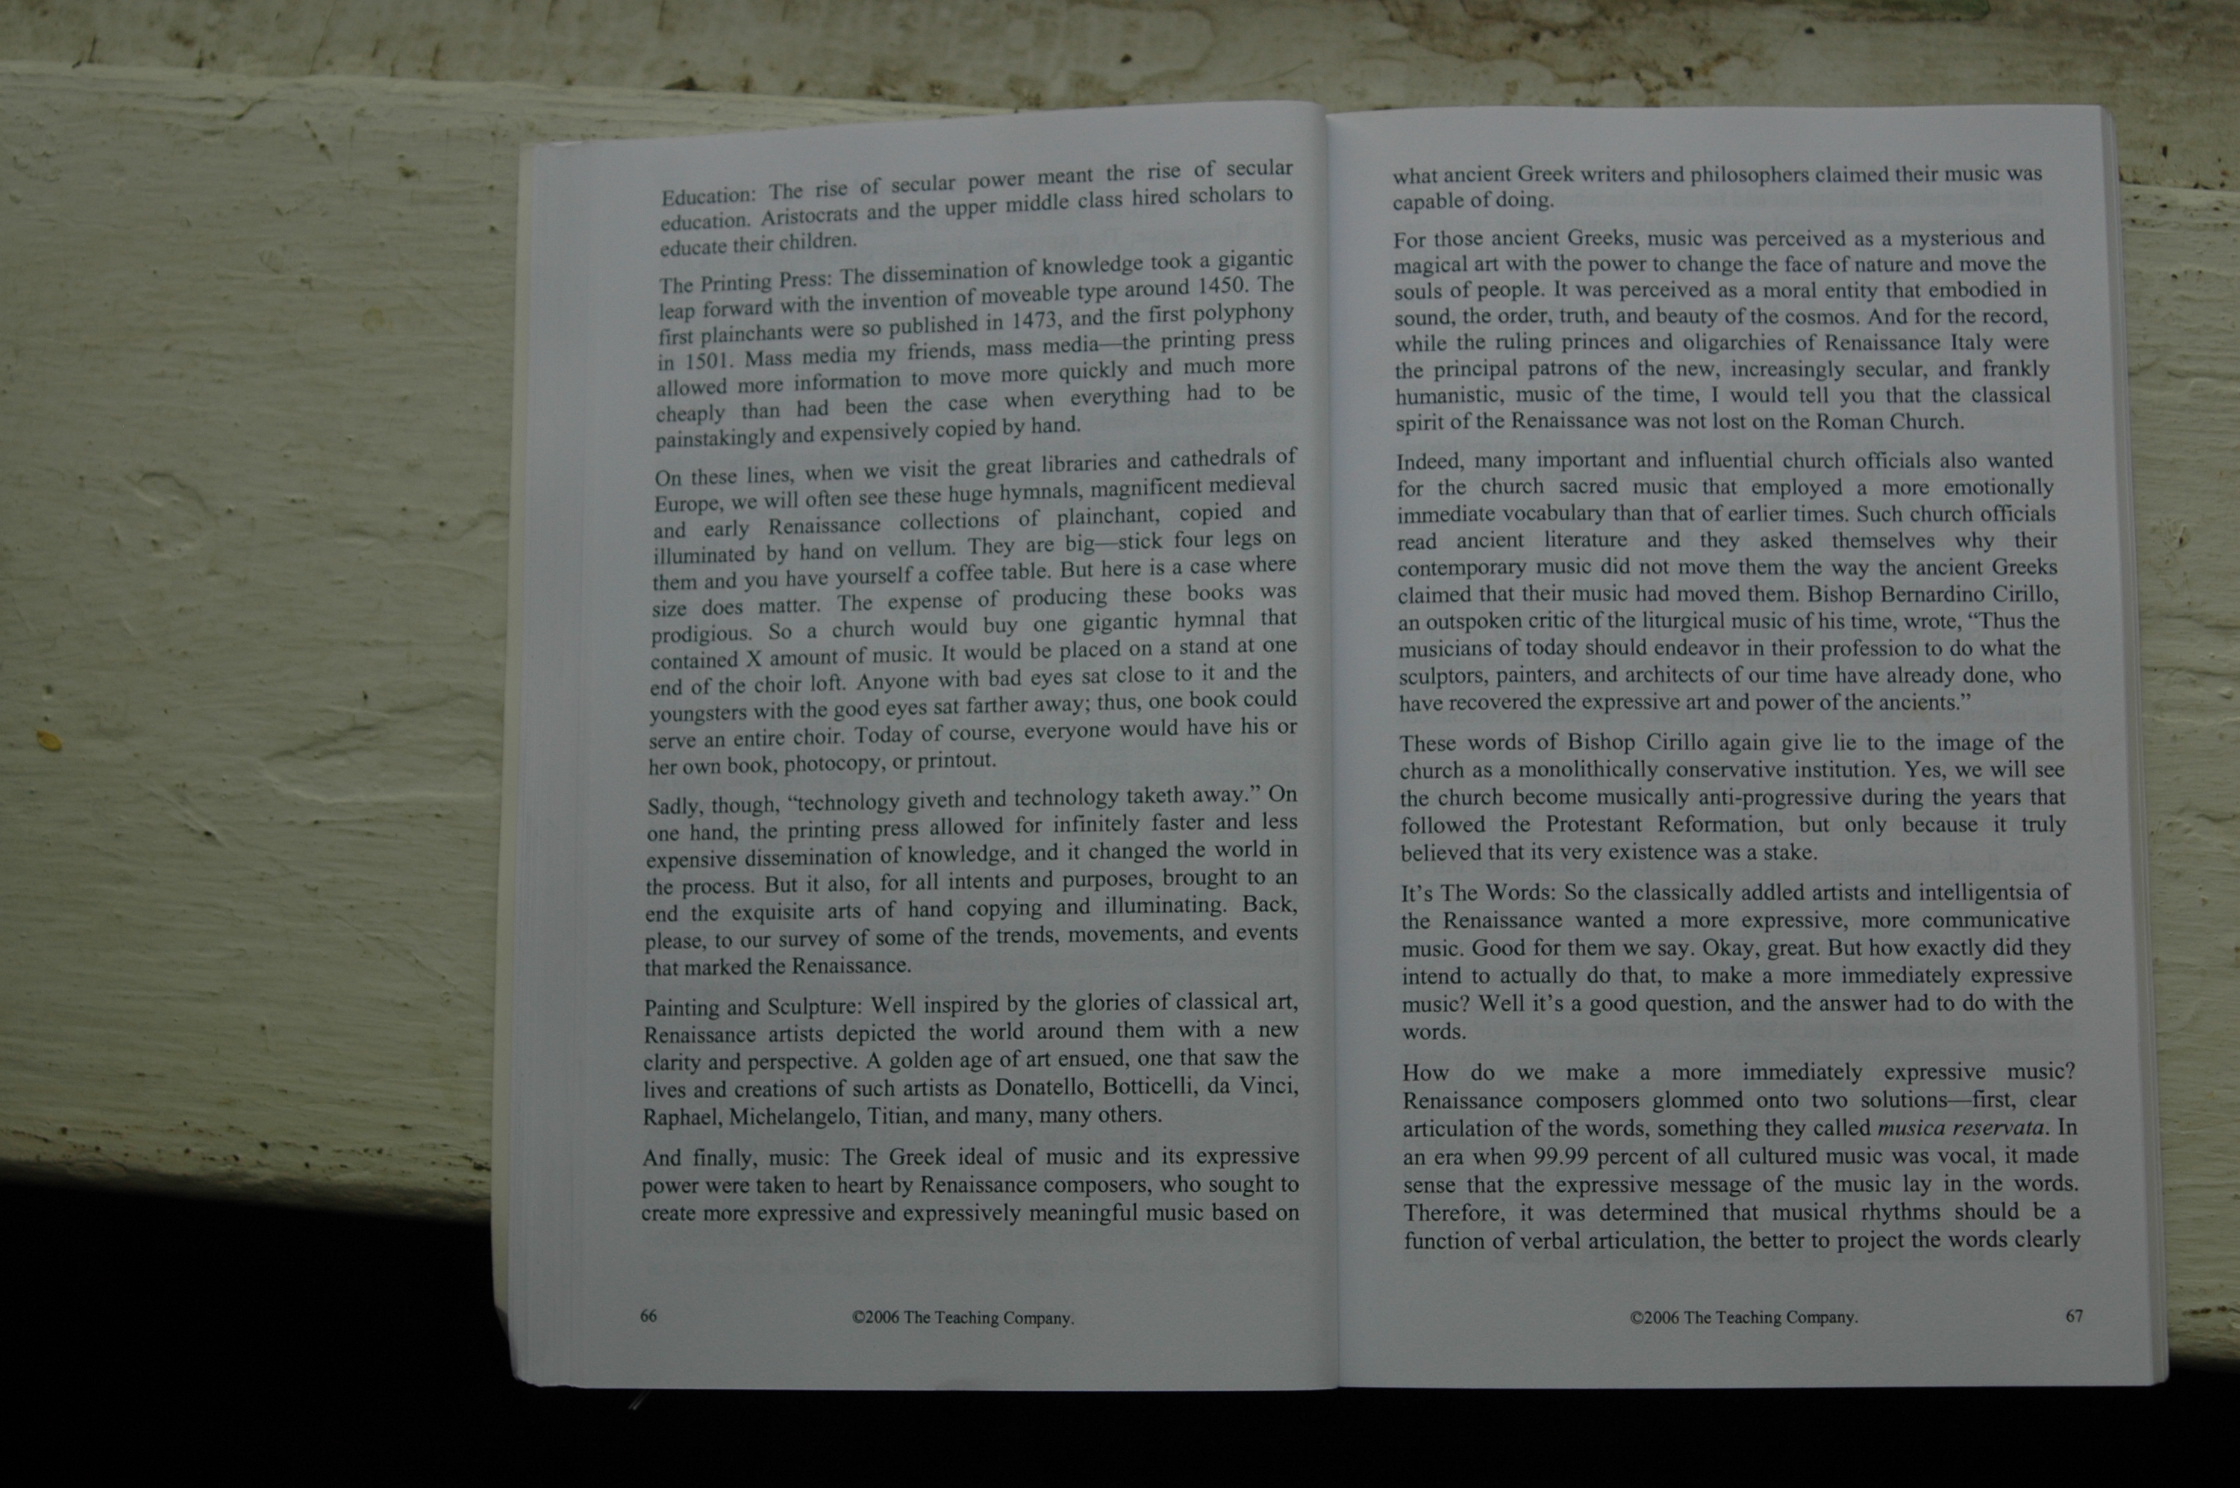 Education: The rise of secular power meant the rise of secular
education. Aristocrats and the upper middle class hired scholars to
educate their children.
The Printing Press: The dissemination of knowledge took a gigantic
leap forward with the invention of moveable type around 1450. The
first plainchants were so published in 1473, and the first polyphony
in 1501. Mass media my friends, mass media—the printing press
allowed more information to move more quickly and much more
cheaply than had been the case when everything had to be
painstakingly and expensively copied by hand.
On these lines, when we visit the great libraries and cathedrals of
Europe, we will often see these huge hymnals, magnificent medieval
and early Renaissance collections of plainchant, copied and
illuminated by hand on vellum. They are big—stick four legs on
them and you have yourself a coffee table. But here is a case where
size does matter. The expense of producing these books was
prodigious. So a church would buy one gigantic hymnal that
contained X amount of music. It would be placed on a stand at one
end of the choir loft. Anyone with bad eyes sat close to it and the
youngsters with the good eyes sat farther away; thus, one book could
serve an entire choir. Today of course, everyone would have his or
her own book, photocopy, or printout.
Sadly, though, “technology giveth and technology taketh away.” On
one hand, the printing press allowed for infinitely faster and less
expensive dissemination of knowledge, and it changed the world in
the process. But it also, for all intents and purposes, brought to an
end the exquisite arts of hand copying and illuminating. Back,
please, to our survey of some of the trends, movements, and events
that marked the Renaissance.
Painting and Sculpture: Well inspired by the glories of classical art,
Renaissance artists depicted the world around them with a new
clarity and perspective. A golden age of art ensued, one that saw the
lives and creations of such artists as Donatello, Botticelli, da Vinci,
Raphael, Michelangelo, Titian, and many, many others.
And finally, music: The Greek ideal of music and its expressive
power were taken to heart by Renaissance composers, who sought to
create more expressive and expressively meaningful music based on
66 ©2006 The Teaching Company.
what ancient Greek writers and philosophers claimed their music was
capable of doing.
For those ancient Greeks, music was perceived as a mysterious and
magical art with the power to change the face of nature and move the
souls of people. It was perceived as a moral entity that embodied in
sound, the order, truth, and beauty of the cosmos. And for the record,
while the ruling princes and oligarchies of Renaissance Italy were
the principal patrons of the new, increasingly secular, and frankly
humanistic, music of the time, I would tell you that the classical
spirit of the Renaissance was not lost on the Roman Church.
Indeed, many important and influential church officials also wanted
for the church sacred music that employed a more emotionally
immediate vocabulary than that of earlier times. Such church officials
read ancient literature and they asked themselves why their
contemporary music did not move them the way the ancient Greeks
claimed that their music had moved them. Bishop Bernardino Cirillo,
an outspoken critic of the liturgical music of his time, wrote, “Thus the
musicians of today should endeavor in their profession to do what the
sculptors, painters, and architects of our time have already done, who
have recovered the expressive art and power of the ancients.”
These words of Bishop Cirillo again give lie to the image of the
church as a monolithically conservative institution. Yes, we will see
the church become musically anti-progressive during the years that
followed the Protestant Reformation, but only because it truly
believed that its very existence was a stake.
It’s The Words: So the classically addled artists and intelligentsia of
the Renaissance wanted a more expressive, more communicative
music. Good for them we say. Okay, great. But how exactly did they
intend to actually do that, to make a more immediately expressive
music? Well it’s a good question, and the answer had to do with the
words.
How do we make a more immediately expressive music?
Renaissance composers glommed onto two solutions—first, clear
articulation of the words, something they called musica reservata. In
an era when 99.99 percent of all cultured music was vocal, it made
sense that the expressive message of the music lay in the words.
Therefore, it was determined that musical rhythms should be a
function of verbal articulation, the better to project the words clearly
©2006 The Teaching Company. 67